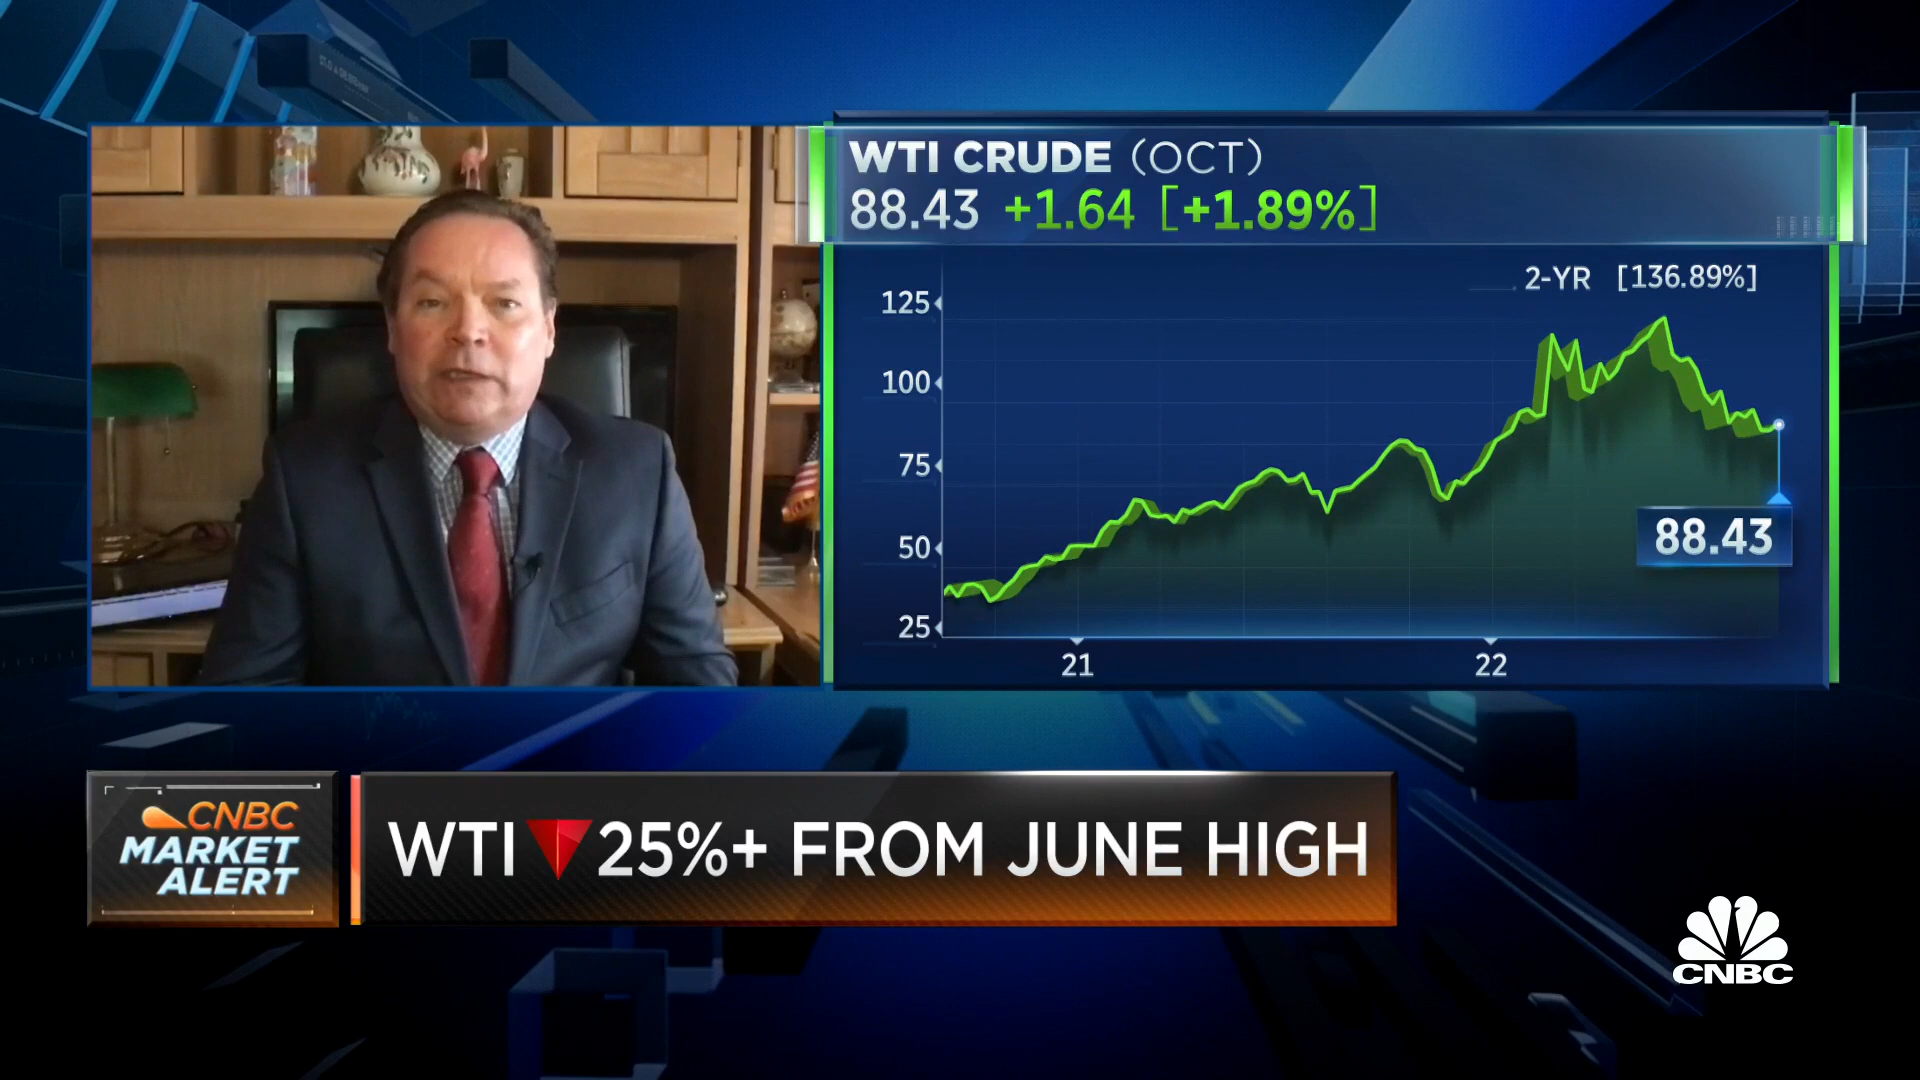 WTI CRUDE (OCT)
88.43 +1.64 [+1.89%]
2-YR [136.89%]
125
100
75
50
25
21
22
88.43
CNBC
MARKET
ALERT
WTI▼25%+ FROM JUNE HIGH
CNBC